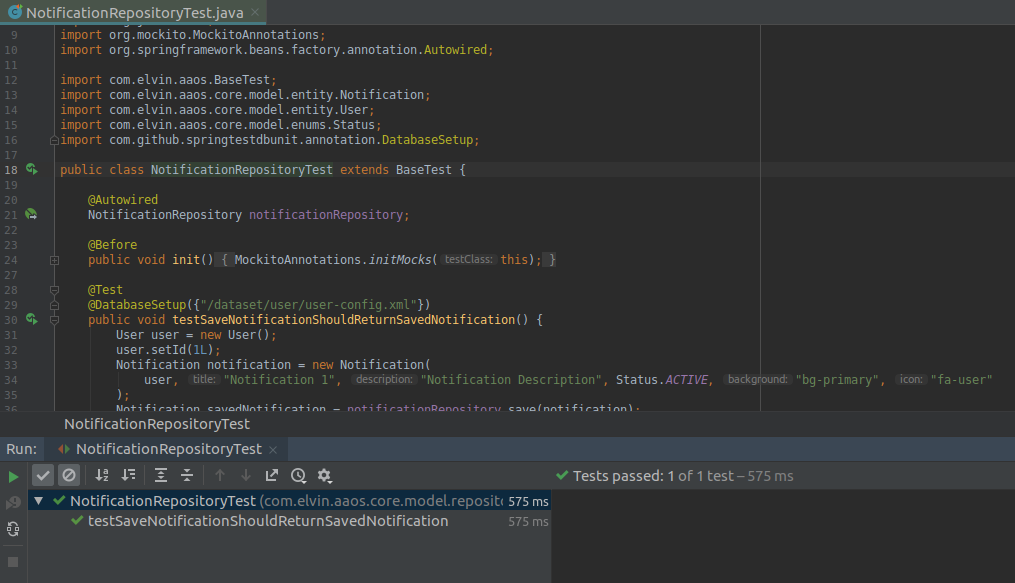 NotificationRepositoryTest.java
9 import org.mockito.MockitoAnnotations;
10 import org.springframework.beans.factory.annotation.Autowired;
11
12 import com.elvin.aaos.BaseTest;
13 import com.elvin.aaos.core.model.entity.Notification;
14 import com.elvin.aaos.core.model.entity.User;
15 import com.elvin.aaos.core.model.enums.Status;
16 import com.github.springtestdbunit.annotation.DatabaseSetup;
17
18 public class NotificationRepositoryTest extends BaseTest {
19
20 @Autowired
21 NotificationRepository notificationRepository;
22
23 @Before
24 public void init() { MockitoAnnotations.initMocks( testClass: this); }
27
28 @Test
29 @DatabaseSetup({"/dataset/user/user-config.xml"})
30 public void testSaveNotificationShouldReturnSavedNotification() {
31 User user = new User();
32 user.setId(1L);
33 Notification notification = new Notification(
34 user, title: "Notification 1", description: "Notification Description", Status.ACTIVE, background: "bg-primary", icon: "fa-user"
35 );
36 Notification savedNotification = notificationRepository.save(notification);
NotificationRepositoryTest
Run: NotificationRepositoryTest
Tests passed: 1 of 1 test – 575 ms
NotificationRepositoryTest (com.elvin.aaos.core.model.reposit 575 ms
testSaveNotificationShouldReturnSavedNotification 575 ms